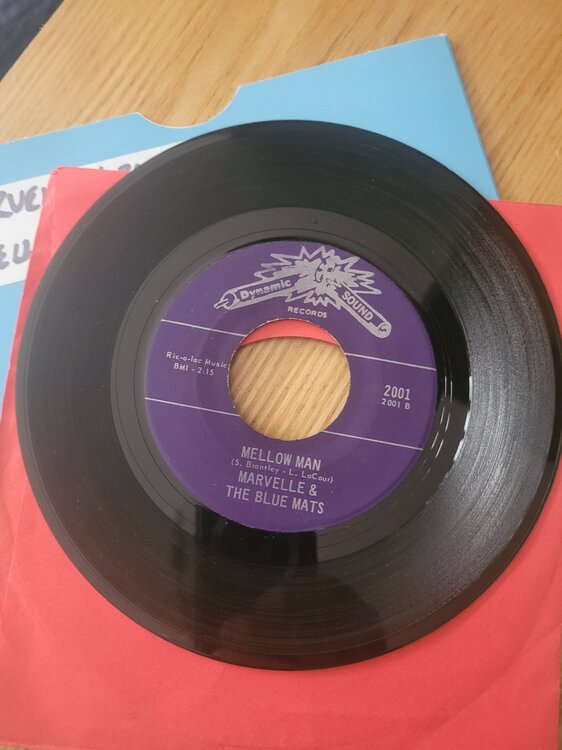 Dynamic SOUND
RECORDS
Ric-o-lac Music
BMI - 2:15
2001
2001 B
MELLOW MAN
(S. Brantley - L. LaCour)
MARVELLE &
THE BLUE MATS